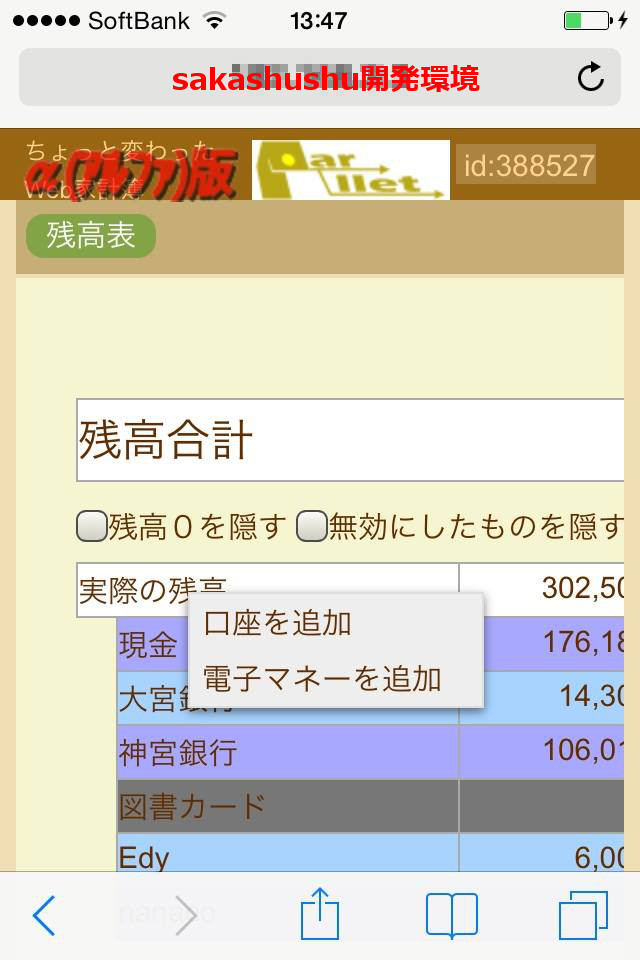 SoftBank 13:47
sakashushu開発環境
ちょっと変わった
Web家計簿
α(アルファ)版
Par
llet
id:388527
残高表
残高合計
残高０を隠す 無効にしたものを隠す
実際の残高 302,50
口座を追加
現金 176,18
電子マネーを追加
大宮銀行 14,30
神宮銀行 106,01
図書カード
Edy 6,00
nanaco